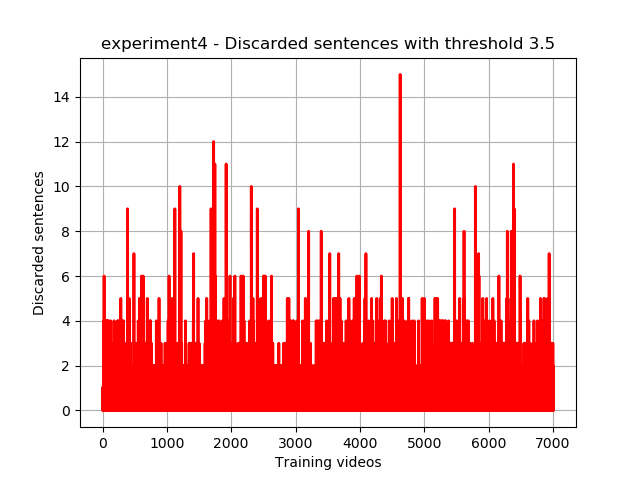 experiment4 - Discarded sentences with threshold 3.5
14
12
10
8
6
4
2
0
Discarded sentences
0 1000 2000 3000 4000 5000 6000 7000
Training videos